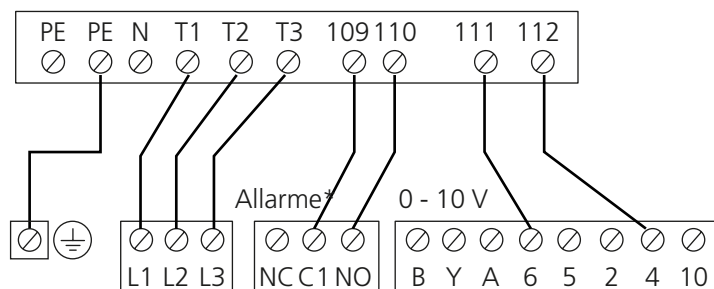 PE PE N T1 T2 T3 109 110 111 112
Allarme* 0 - 10 V
L1 L2 L3 NC C1 NO B Y A 6 5 2 4 10